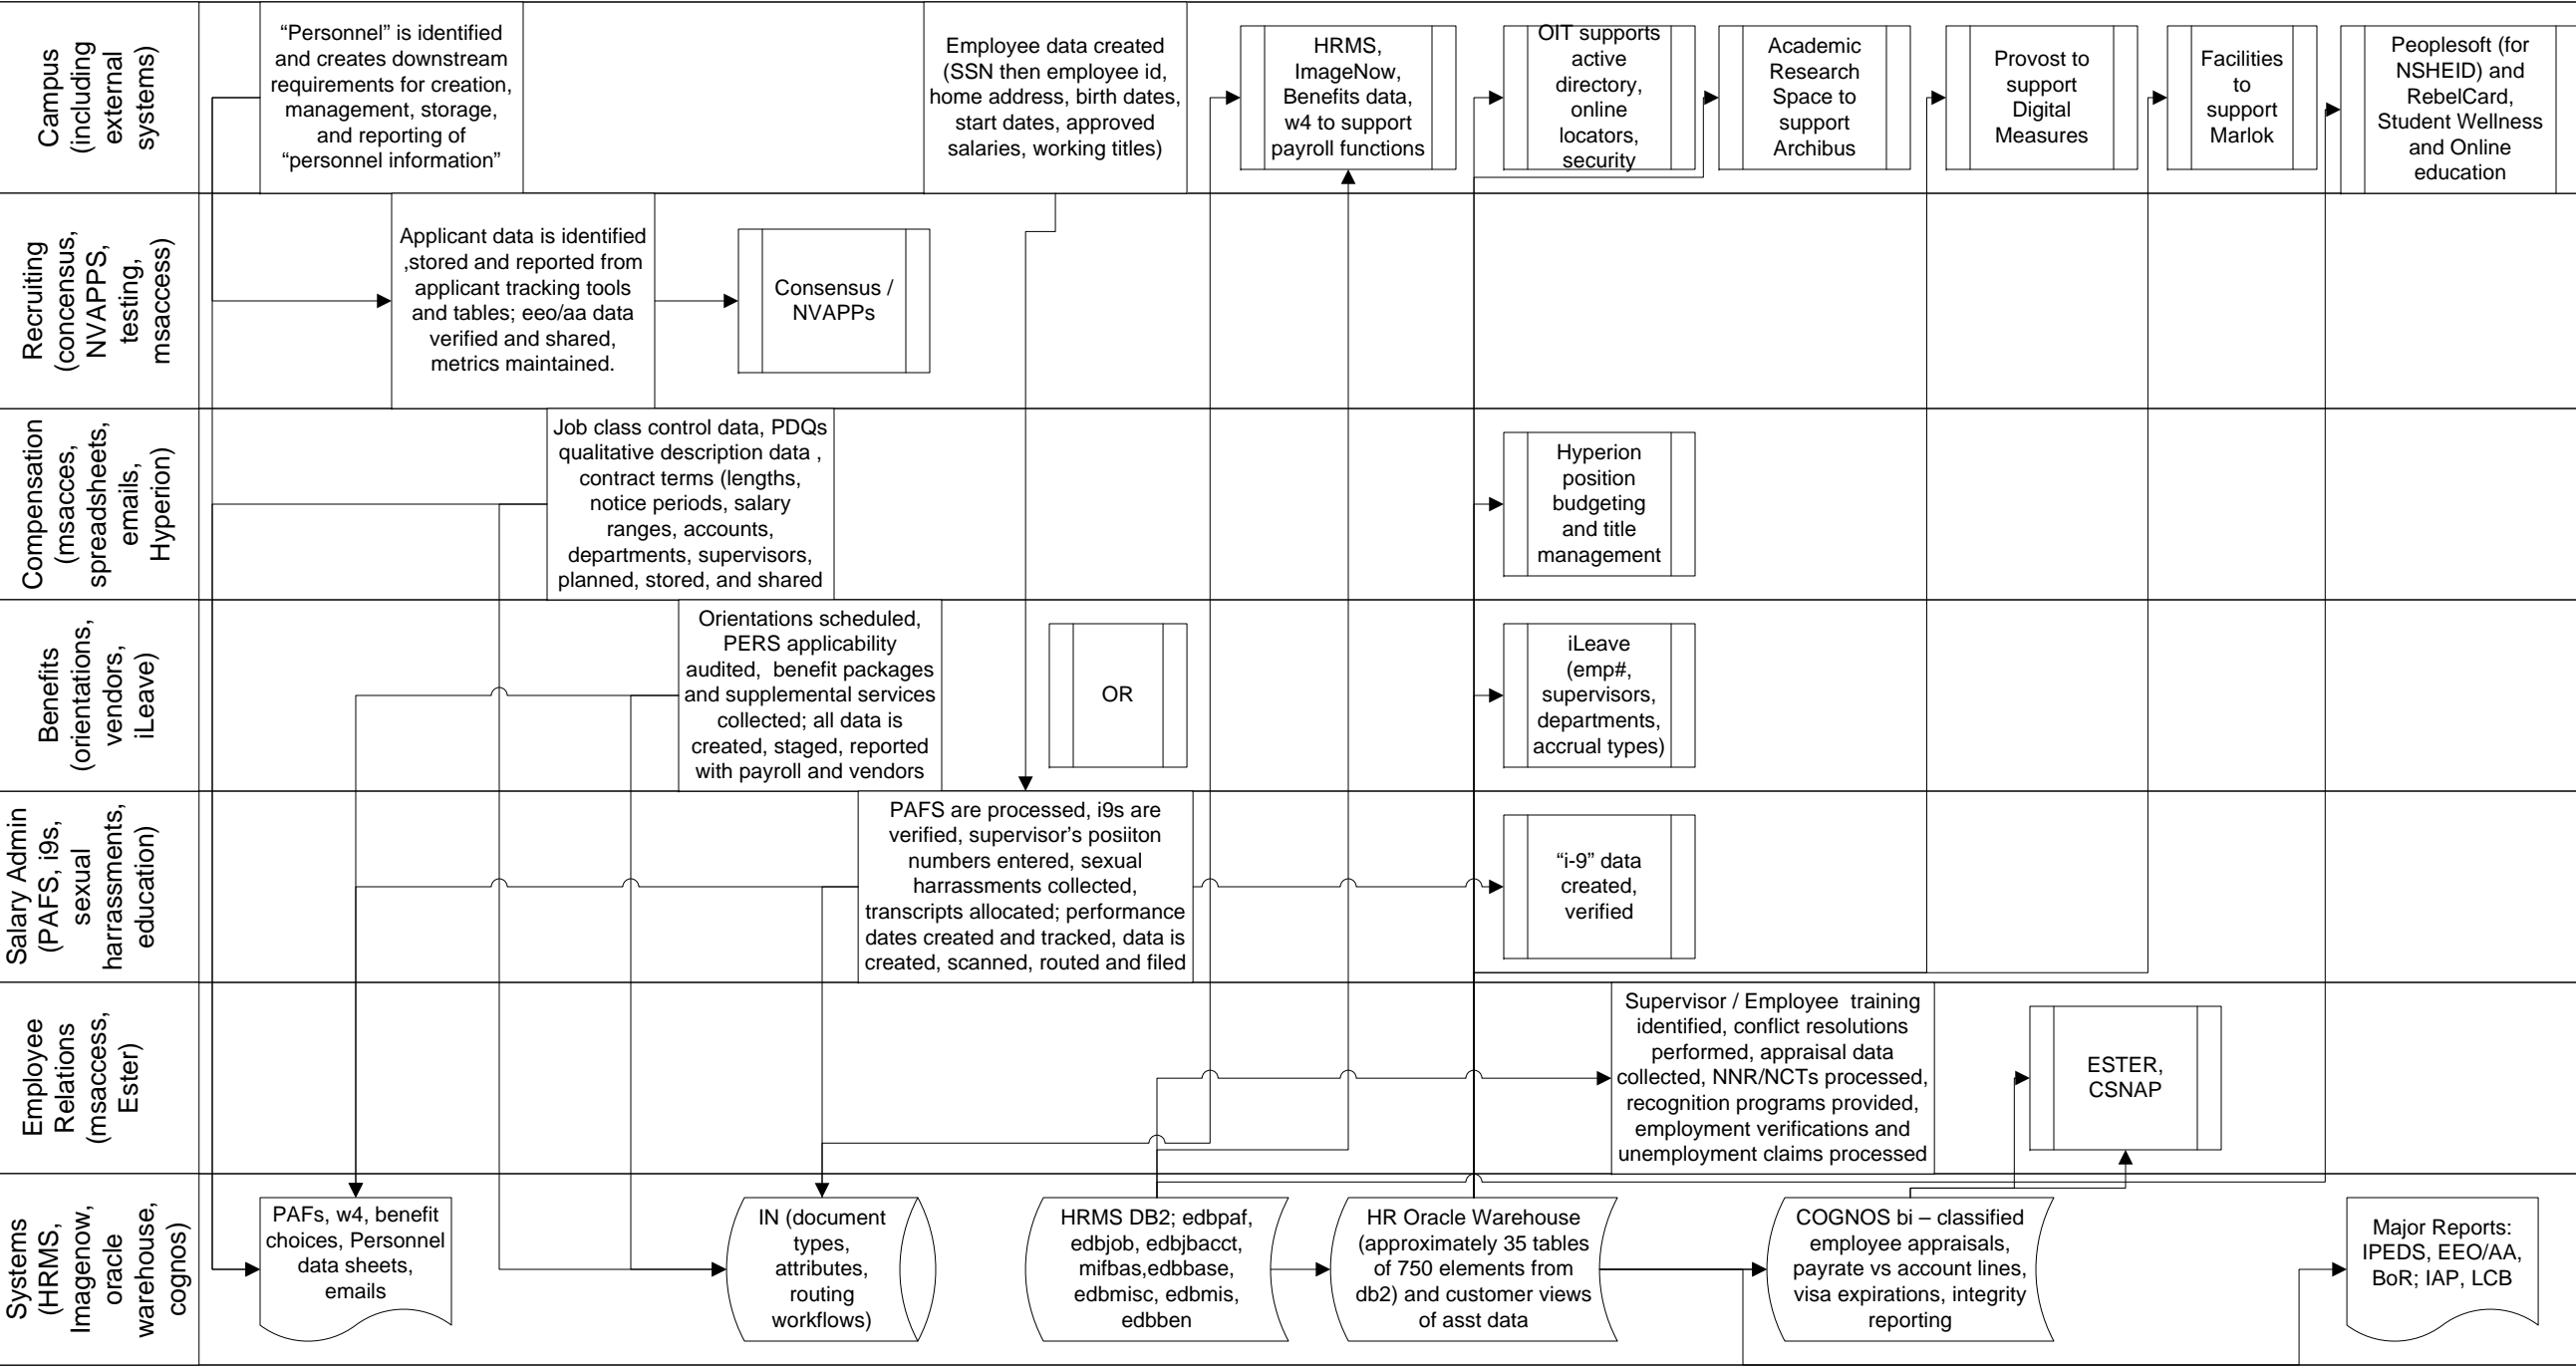 Campus
(including
external
systems)
“Personnel” is identified
and creates downstream
requirements for creation,
management, storage,
and reporting of
“personnel information”
Employee data created
(SSN then employee id,
home address, birth dates,
start dates, approved
salaries, working titles)
HRMS,
ImageNow,
Benefits data,
w4 to support
payroll functions
OIT supports
active
directory,
online
locators,
security
Academic
Research
Space to
support
Archibus
Provost to
support
Digital
Measures
Facilities
to
support
Marlok
Peoplesoft (for
NSHEID) and
RebelCard,
Student Wellness
and Online
education
Recruiting
(concensus,
NVAPPS,
testing,
msaccess)
Applicant data is identified
,stored and reported from
applicant tracking tools
and tables; eeo/aa data
verified and shared,
metrics maintained.
Consensus /
NVAPPs
Compensation
(msacces,
spreadsheets,
emails,
Hyperion)
Job class control data, PDQs
qualitative description data ,
contract terms (lengths,
notice periods, salary
ranges, accounts,
departments, supervisors,
planned, stored, and shared
Hyperion
position
budgeting
and title
management
Benefits
(orientations,
vendors,
iLeave)
Orientations scheduled,
PERS applicability
audited,  benefit packages
and supplemental services
collected; all data is
created, staged, reported
with payroll and vendors
OR
iLeave
(emp#,
supervisors,
departments,
accrual types)
Salary Admin
(PAFS, i9s,
sexual
harrassments,
education)
PAFS are processed, i9s are
verified, supervisor’s posiiton
numbers entered, sexual
harrassments collected,
transcripts allocated; performance
dates created and tracked, data is
created, scanned, routed and filed
“i-9” data
created,
verified
Employee
Relations
(msaccess,
Ester)
Supervisor / Employee  training
identified, conflict resolutions
performed, appraisal data
collected, NNR/NCTs processed,
recognition programs provided,
employment verifications and
unemployment claims processed
ESTER,
CSNAP
Systems
(HRMS,
Imagenow,
oracle
warehouse,
cognos)
PAFs, w4, benefit
choices, Personnel
data sheets,
emails
IN (document
types,
attributes,
routing
workflows)
HRMS DB2; edbpaf,
edbjob, edbjbacct,
mifbas,edbbase,
edbmisc, edbmis,
edbben
HR Oracle Warehouse
(approximately 35 tables
of 750 elements from
db2) and customer views
of asst data
COGNOS bi – classified
employee appraisals,
payrate vs account lines,
visa expirations, integrity
reporting
Major Reports:
IPEDS, EEO/AA,
BoR; IAP, LCB